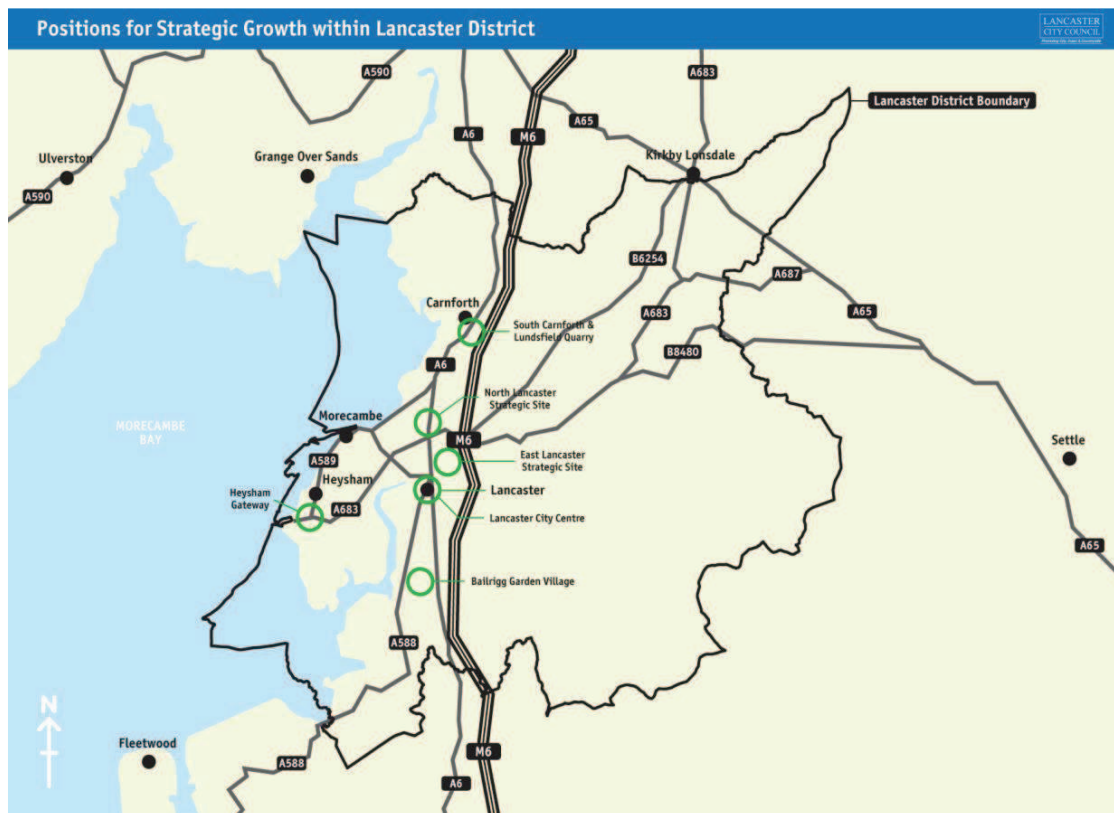 Positions for Strategic Growth within Lancaster District
LANCASTER
CITY COUNCIL
A590
A683
A590
A6
M6
A65
Lancaster District Boundary
Ulverston
Grange Over Sands
Kirkby Lonsdale
A590
B6254
A687
Carnforth
A683
A65
South Carnforth &
Lundsfield Quarry
B8480
A6
North Lancaster
Strategic Site
Morecambe
MORECAMBE
BAY
M6
Settle
A589
East Lancaster
Strategic Site
Heysham
Lancaster
Heysham
Gateway
A683
Lancaster City Centre
A65
Bailrigg Garden Village
A588
N
Fleetwood
M6
A588
A6